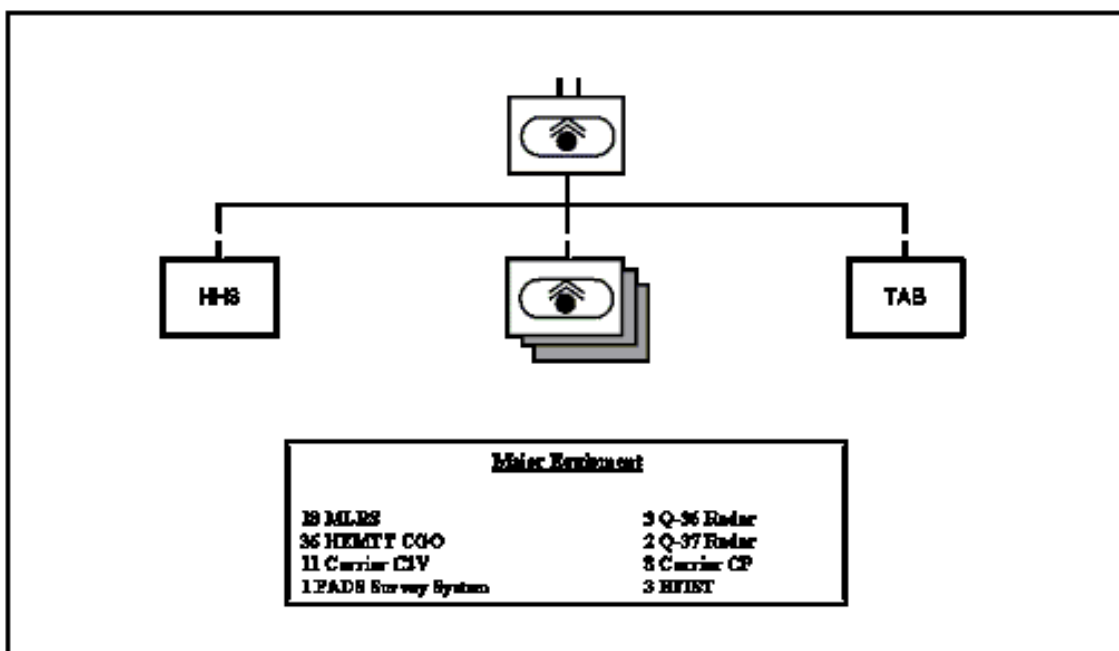 HHS
TAB
Major Equipment
18 MLRS
3 Q-36 Radar
36 HEMTT CGO
2 Q-37 Radar
11 Carrier
8 Carrier CP
1 PADS Survey System
3 BFIST